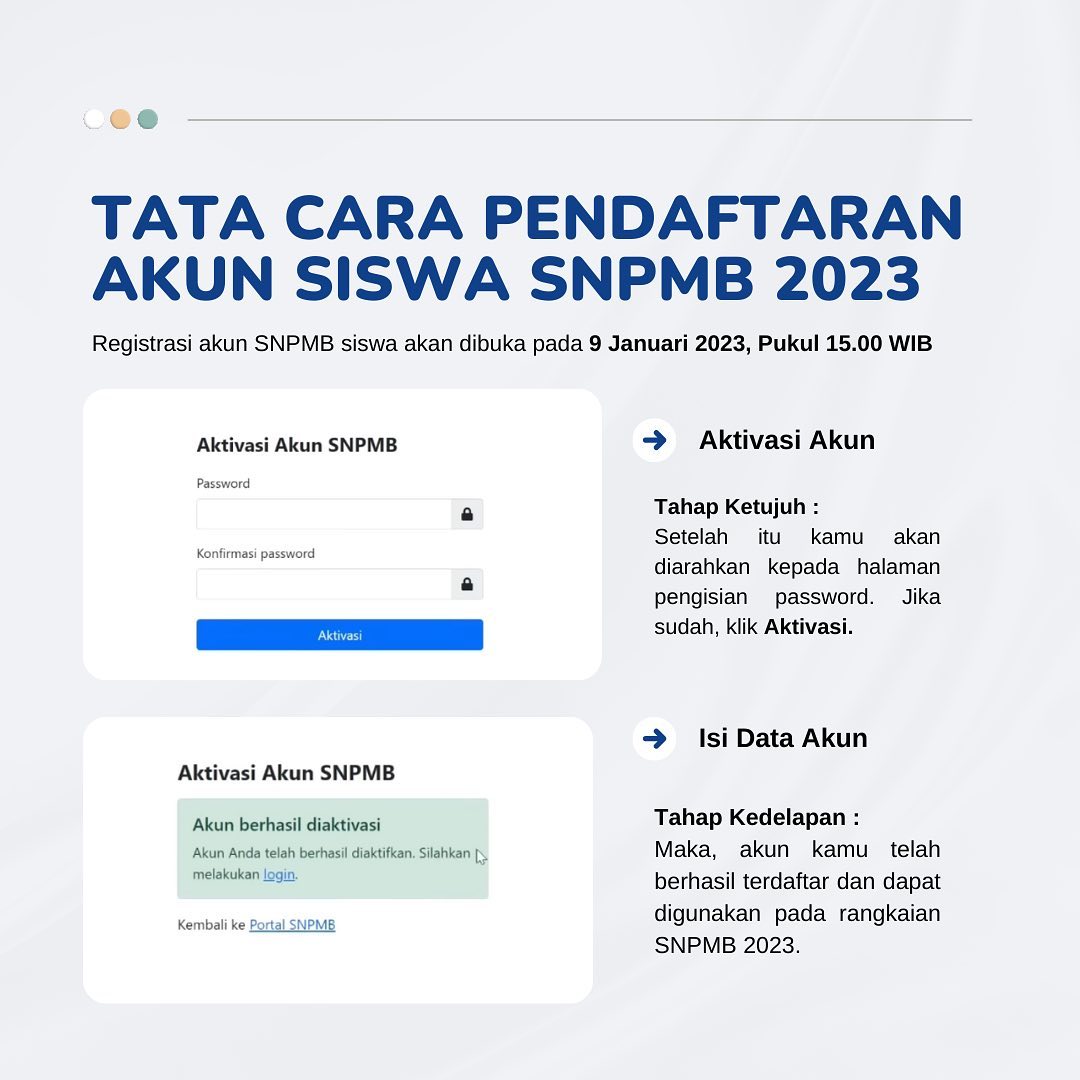 TATA CARA PENDAFTARAN
AKUN SISWA SNPMB 2023
Registrasi akun SNPMB siswa akan dibuka pada 9 Januari 2023, Pukul 15.00 WIB
Aktivasi Akun SNPMB
Password
Konfirmasi password
Aktivasi
Aktivasi Akun
Tahap Ketujuh :
Setelah itu kamu akan
diarahkan kepada halaman
pengisian password. Jika
sudah, klik Aktivasi.
Aktivasi Akun SNPMB
Akun berhasil diaktivasi
Akun Anda telah berhasil diaktifkan. Silahkan
melakukan login.
Kembali ke Portal SNPMB
Isi Data Akun
Tahap Kedelapan :
Maka, akun kamu telah
berhasil terdaftar dan dapat
digunakan pada rangkaian
SNPMB 2023.